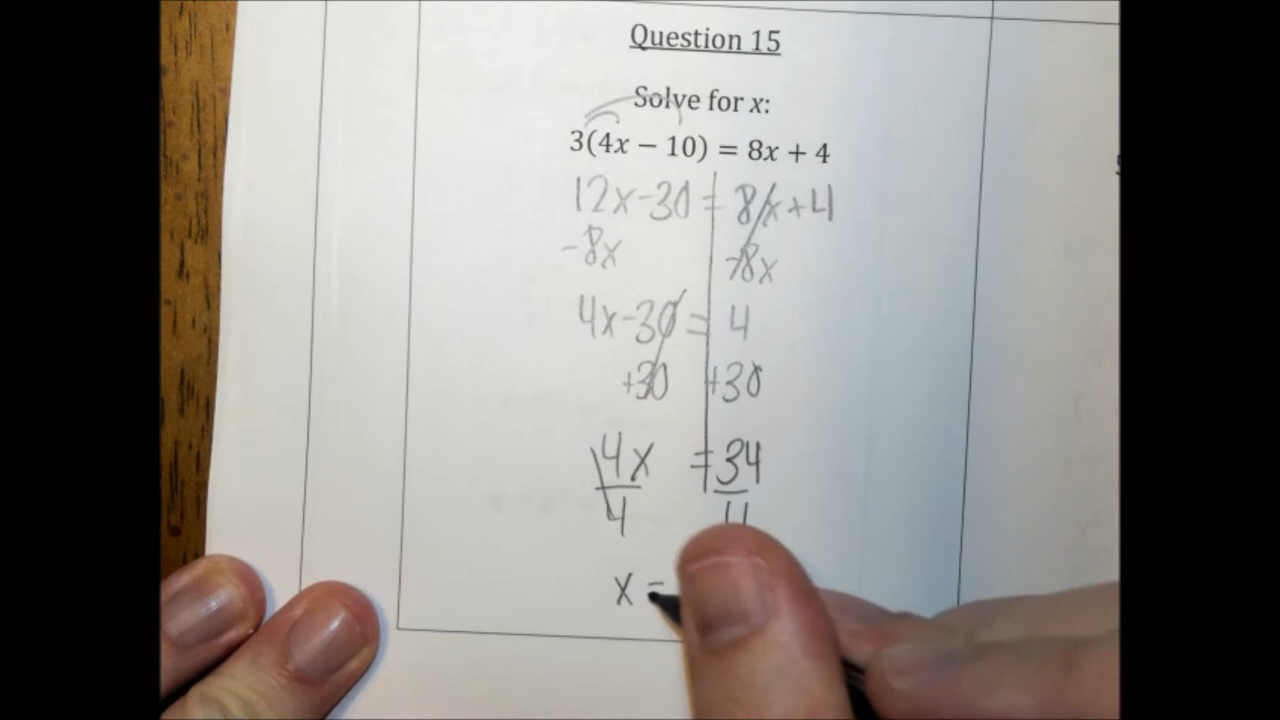 Question 15
Solve for x:
3(4x − 10) = 8x + 4
12x-30 = 8x+4
-8x -8x
4x-30 = 4
+30 +30
4x = 34
4 4
x =